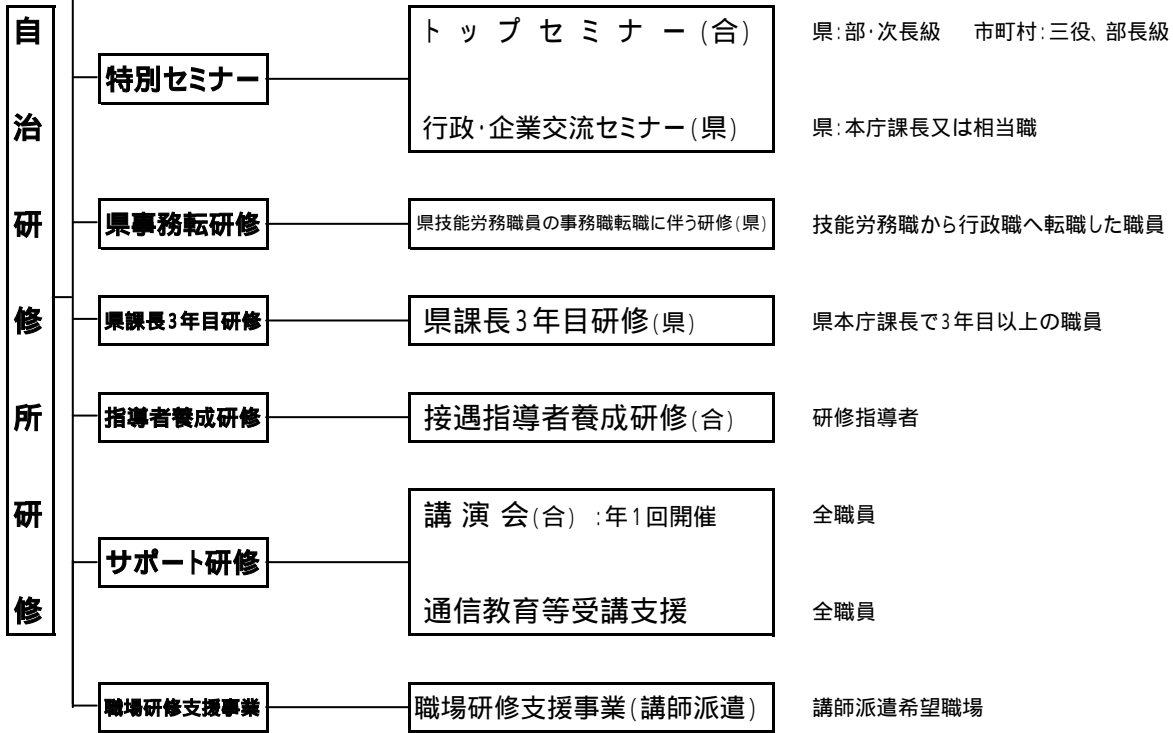 自治研修所研修
特別セミナー
トップセミナー(合)
県:部・次長級 市町村:三役、部長級
行政・企業交流セミナー(県)
県:本庁課長又は相当職
県事務転研修
県技能労務職員の事務職転職に伴う研修(県)
技能労務職から行政職へ転職した職員
県課長3年目研修
県課長3年目研修(県)
県本庁課長で3年目以上の職員
指導者養成研修
接遇指導者養成研修(合)
研修指導者
サポート研修
講演会(合) :年1回開催
全職員
通信教育等受講支援
全職員
職場研修支援事業
職場研修支援事業(講師派遣)
講師派遣希望職場